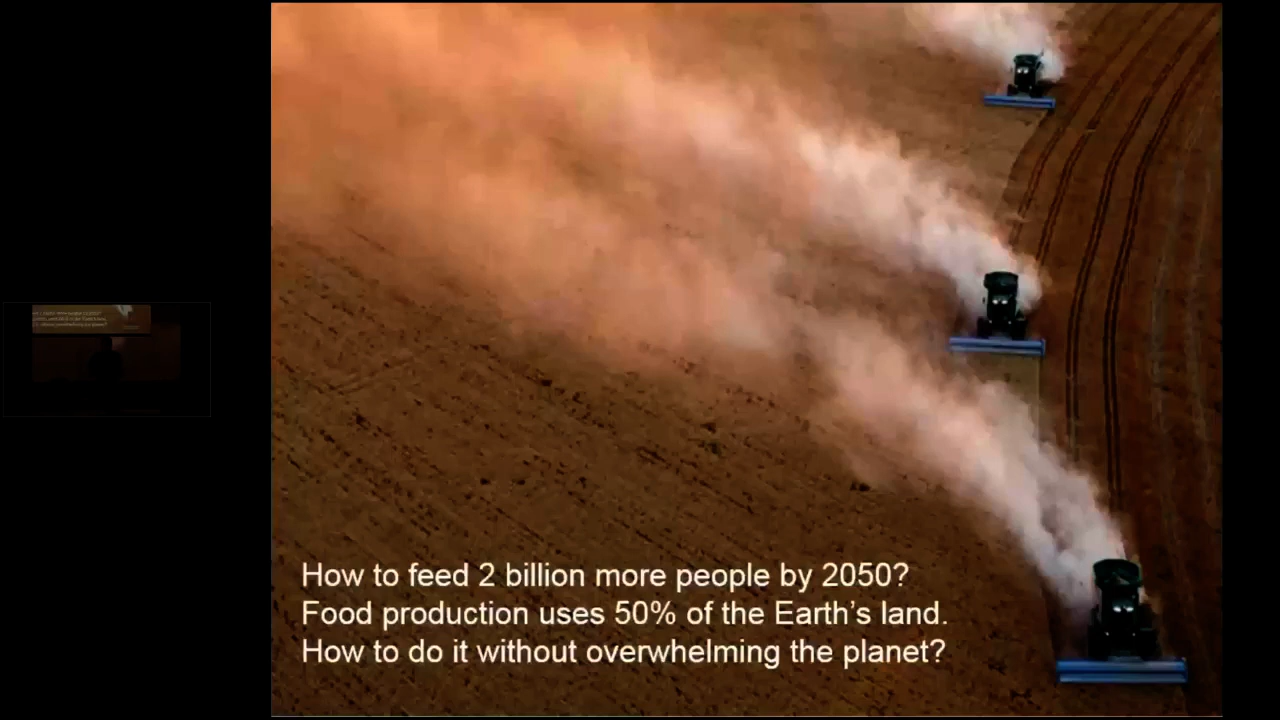 How to feed 2 billion more people by 2050?
Food production uses 50% of the Earth’s land.
How to do it without overwhelming the planet?